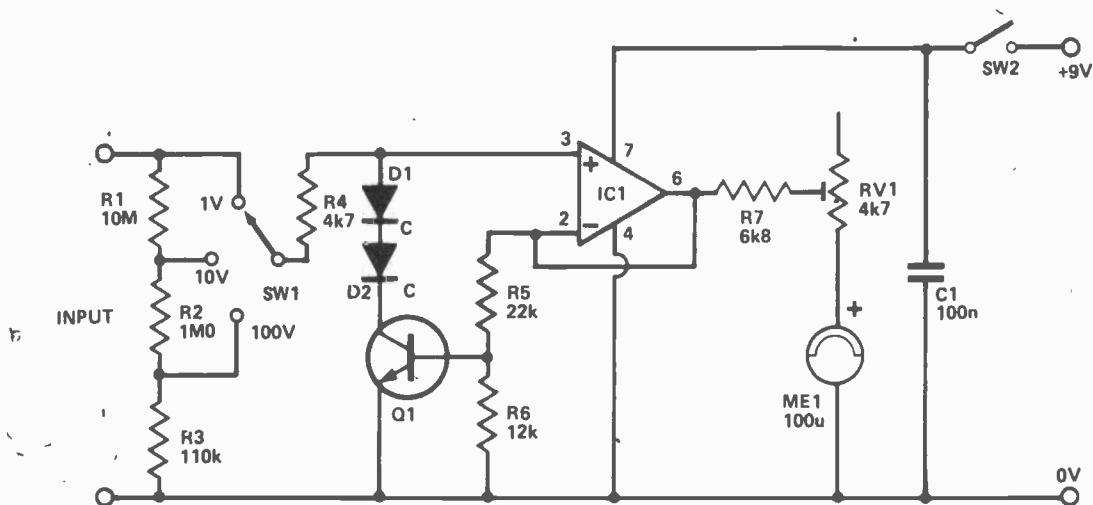 SW2
+9V
R1
10M
1V
10V
R2
1M0
100V
SW1
INPUT
R3
110k
R4
4k7
D1
C
D2
C
Q1
3
+
IC1
7
6
2
−
4
R5
22k
R6
12k
R7
6k8
RV1
4k7
+
ME1
100u
C1
100n
0V